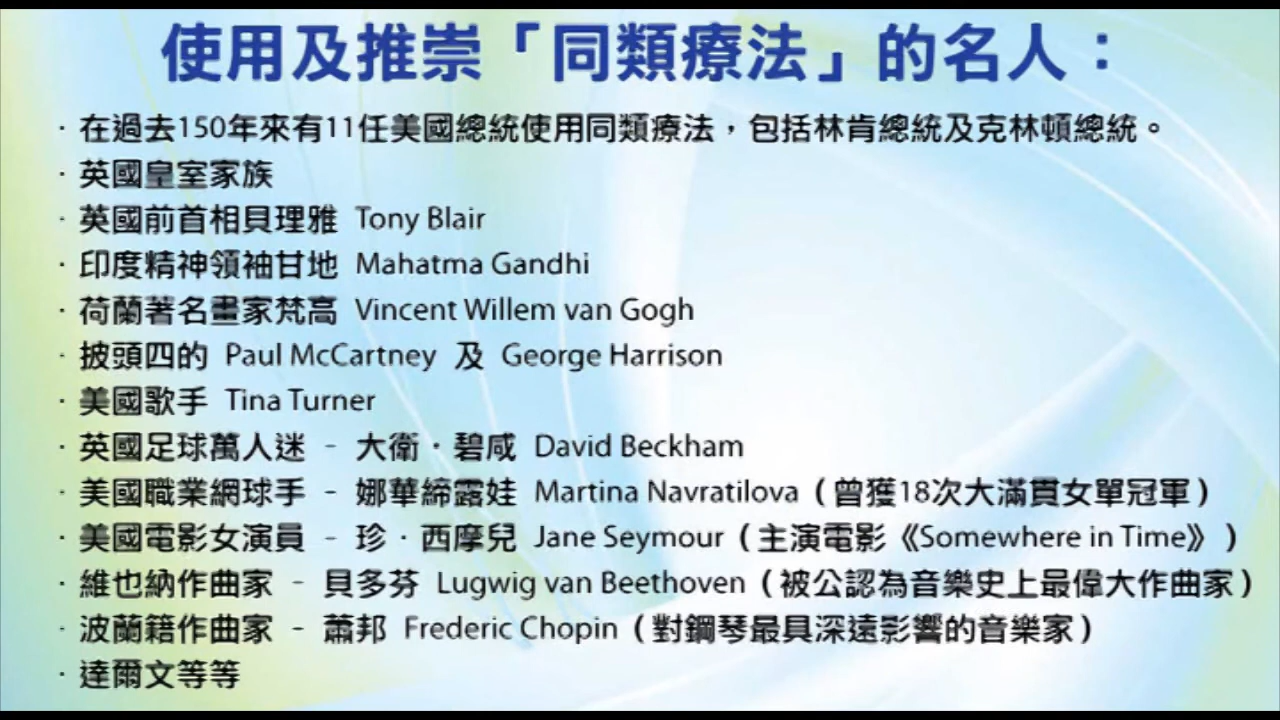 使用及推崇「同類療法」的名人：
· 在過去150年來有11任美國總統使用同類療法，包括林肯總統及克林頓總統。
· 英國皇室家族
· 英國前首相貝理雅 Tony Blair
· 印度精神領袖甘地 Mahatma Gandhi
· 荷蘭著名畫家梵高 Vincent Willem van Gogh
· 披頭四的 Paul McCartney 及 George Harrison
· 美國歌手 Tina Turner
· 英國足球萬人迷 - 大衛·碧咸 David Beckham
· 美國職業網球手 - 娜華締露娃 Martina Navratilova（曾獲18次大滿貫女單冠軍）
· 美國電影女演員 - 珍·西摩兒 Jane Seymour（主演電影《Somewhere in Time》）
· 維也納作曲家 - 貝多芬 Lugwig van Beethoven（被公認為音樂史上最偉大作曲家）
· 波蘭籍作曲家 - 蕭邦 Frederic Chopin（對鋼琴最具深遠影響的音樂家）
· 達爾文等等